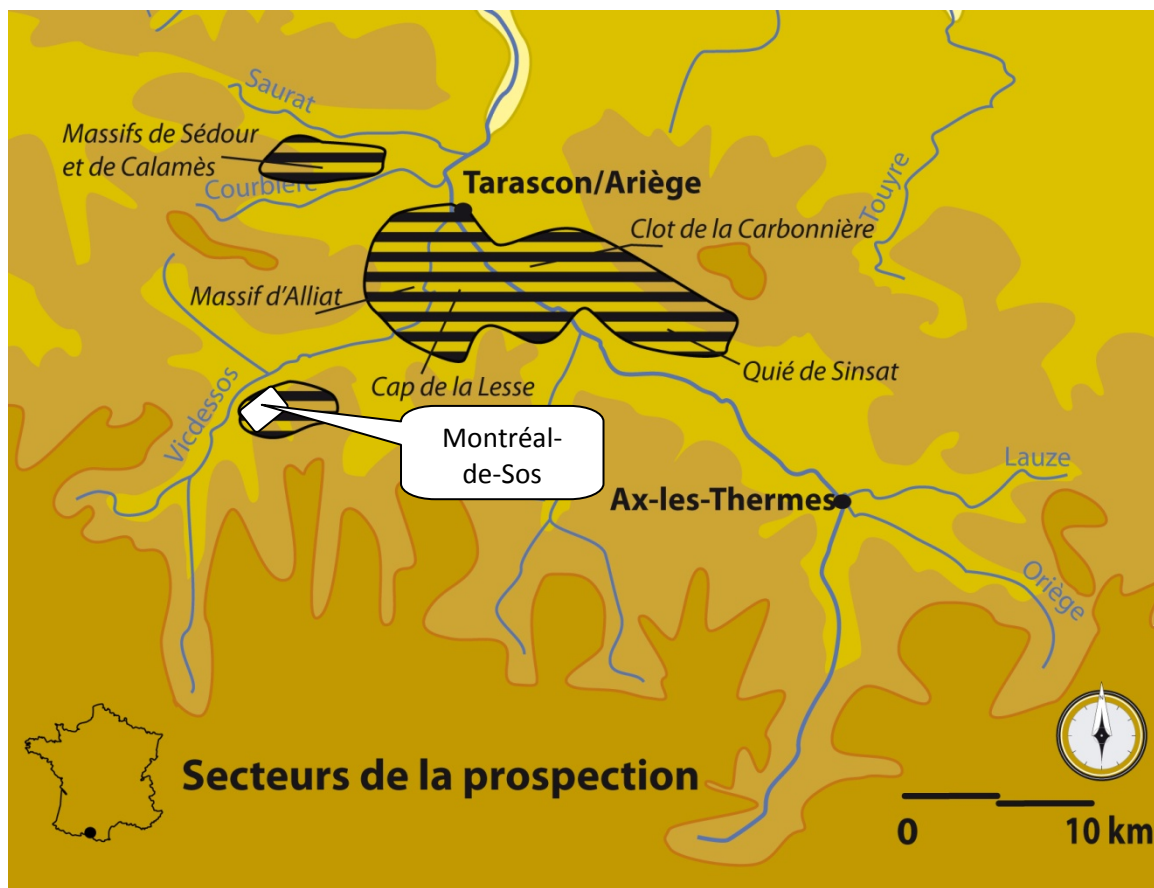 Saurat
Massifs de Sédour
et de Calamès
Courbière
Tarascon/Ariège
Touyre
Clot de la Carbonnière
Massif d'Alliat
Cap de la Lesse
Quié de Sinsat
Vicdessos
Montréal-
de-Sos
Lauze
Ax-les-Thermes
Oriège
Secteurs de la prospection
0
10 km